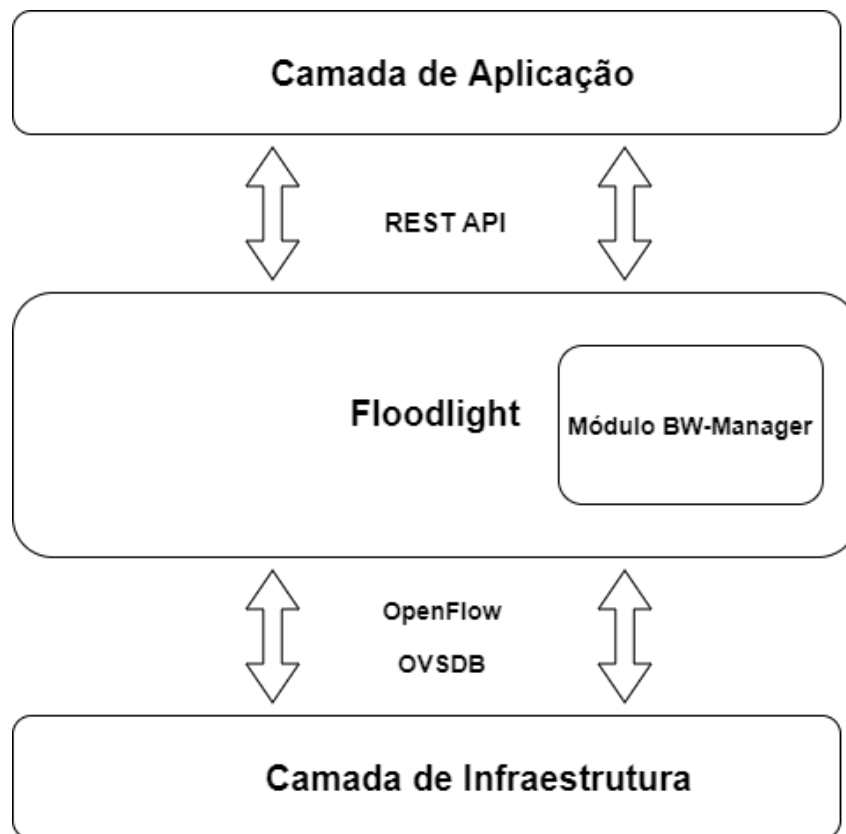 Camada de Aplicação
REST API
Floodlight
Módulo BW-Manager
OpenFlow
OVSDB
Camada de Infraestrutura